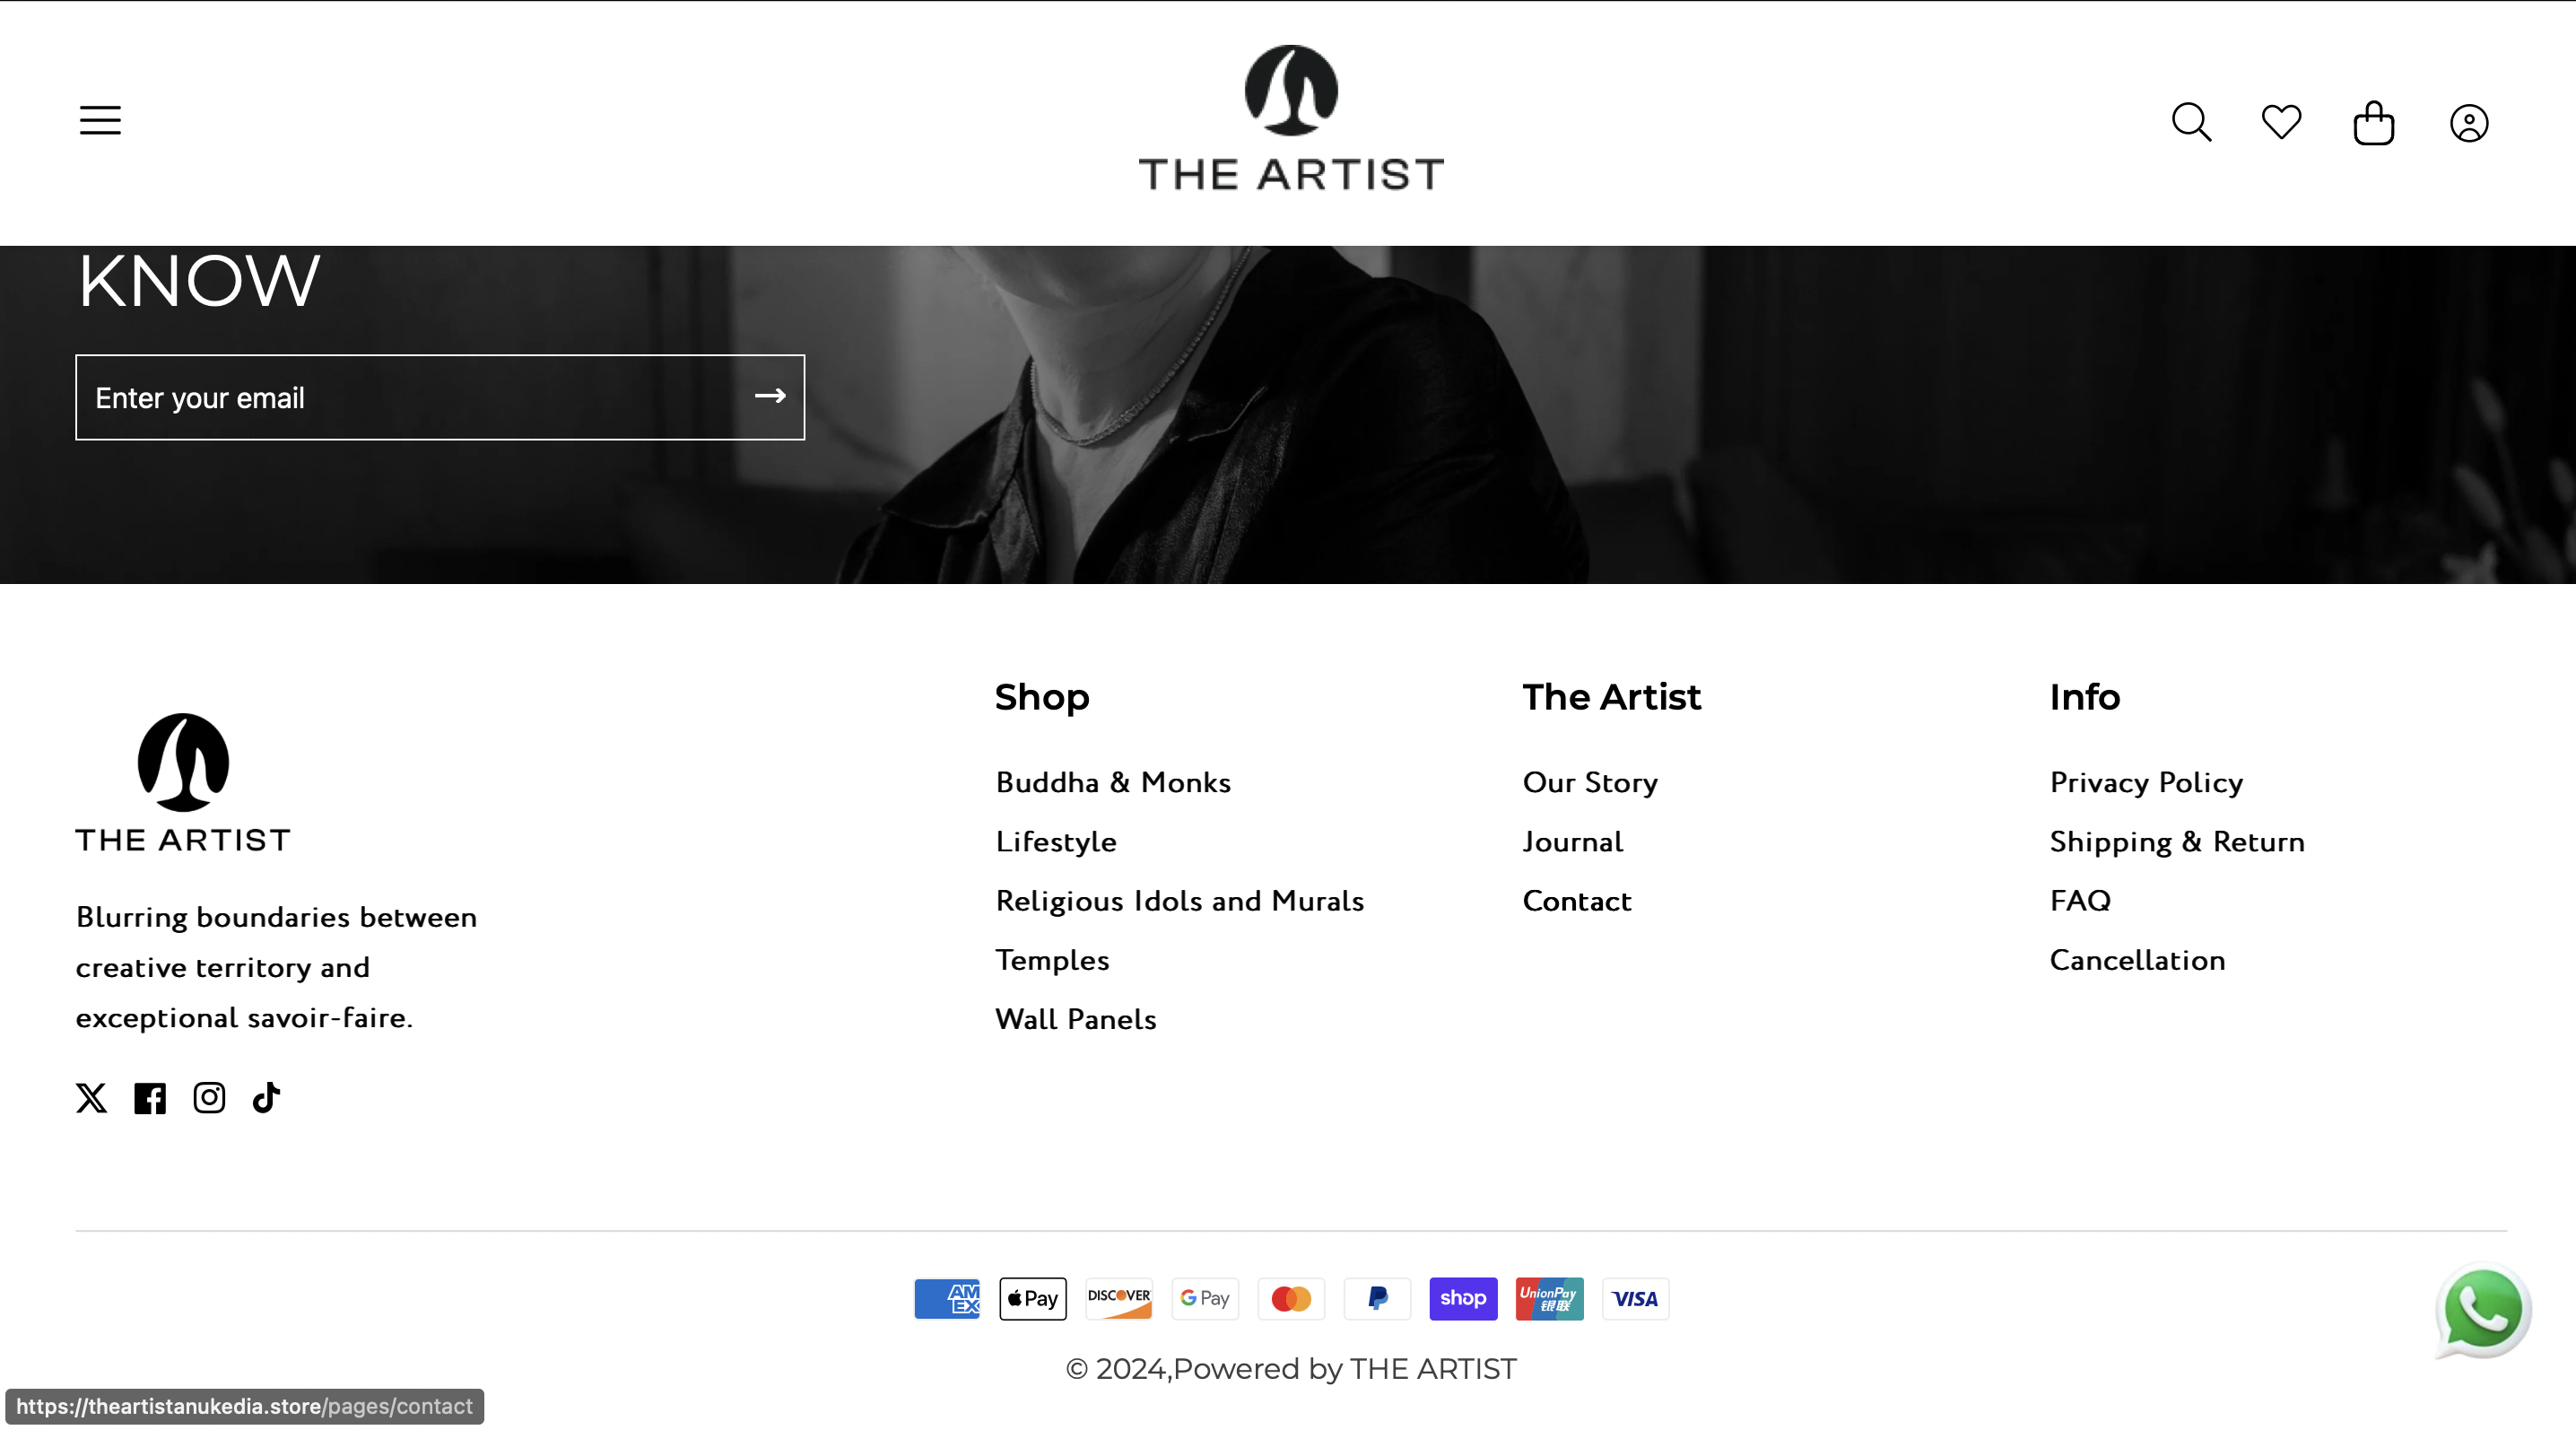 THE ARTIST
KNOW
Enter your email
THE ARTIST
Blurring boundaries between
creative territory and
exceptional savoir-faire.
Shop
Buddha & Monks
Lifestyle
Religious Idols and Murals
Temples
Wall Panels
The Artist
Our Story
Journal
Contact
Info
Privacy Policy
Shipping & Return
FAQ
Cancellation
AM
EX
Pay
DISCOVER
G Pay
shop
UnionPay
银联
VISA
© 2024,Powered by THE ARTIST
https://theartistanukedia.store/pages/contact